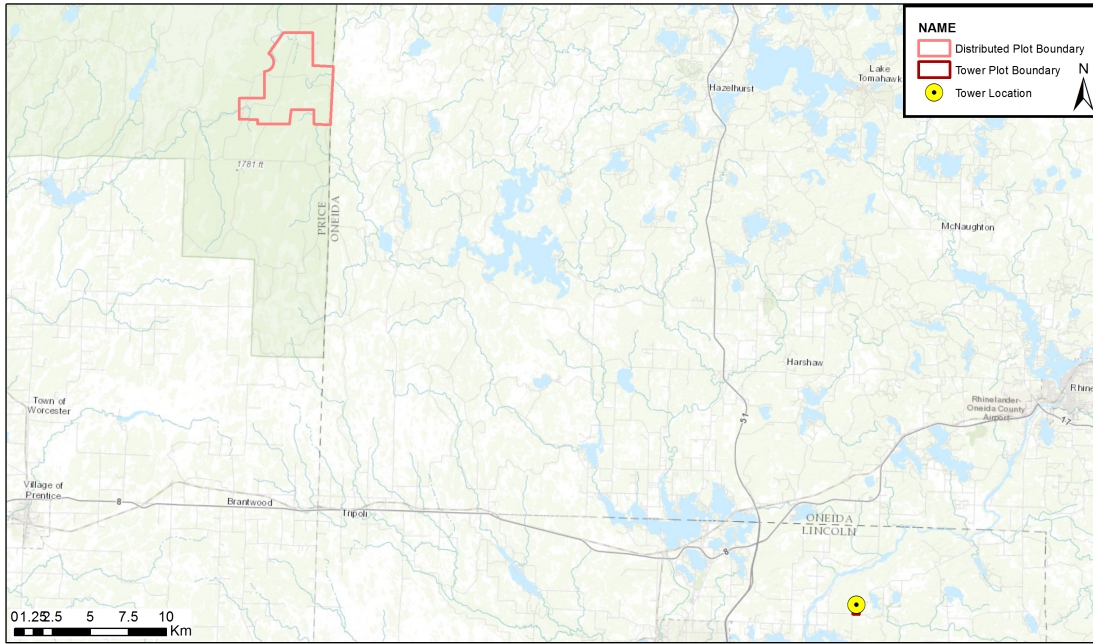 NAME
Distributed Plot Boundary
Tower Plot Boundary
Tower Location
N
Lake
Tomahawk
Hazelhurst
1781 ft
PRICE
ONEIDA
McNaughton
Harshaw
Town of
Worcester
51
Rhine
Rhinelander-
Oneida County
Airport
17
Village of
Prentice
8
Brantwood
Tripoli
ONEIDA
LINCOLN
8
0 1.25 2.5 5 7.5 10
Km